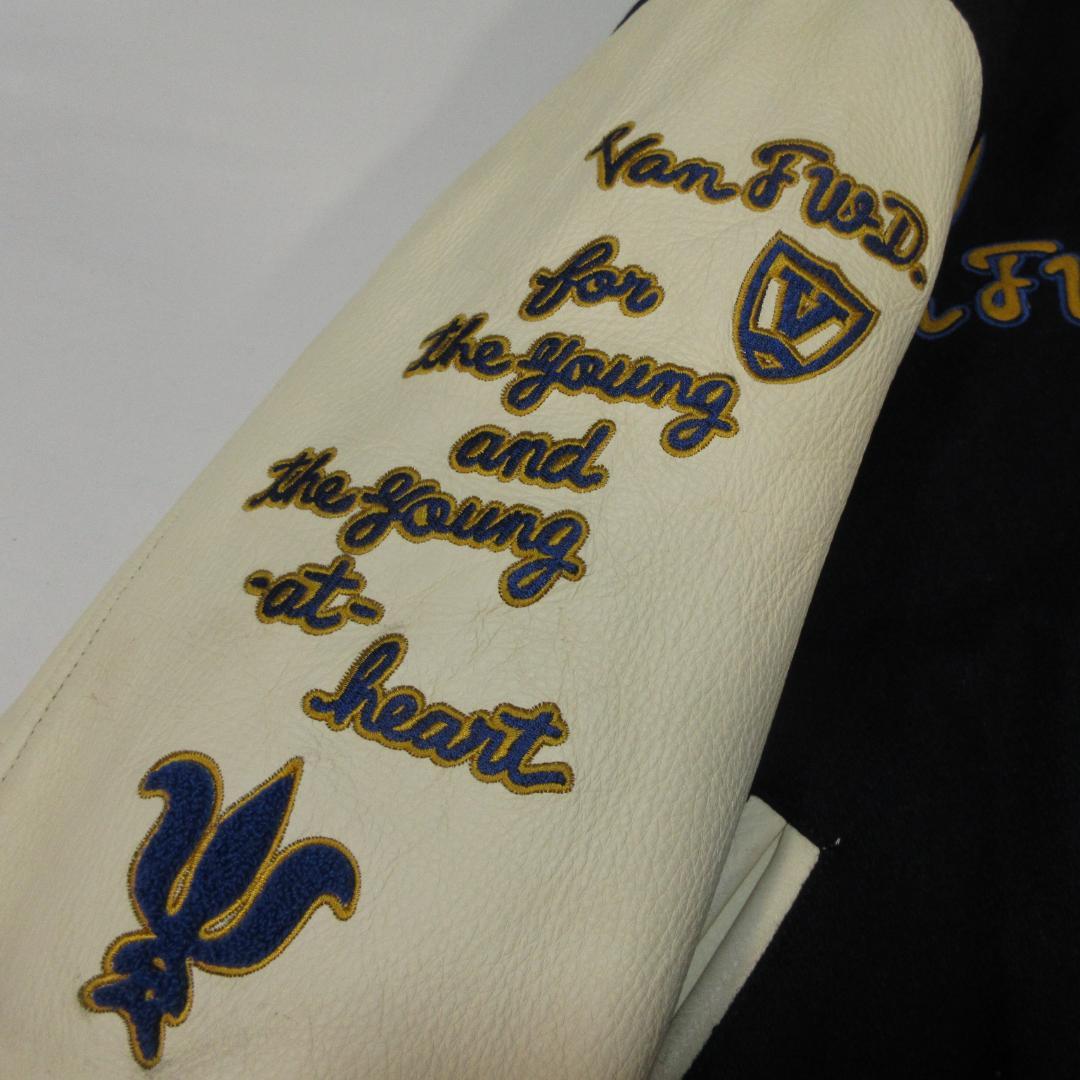 Van FWD.
for
V
the young
and
the young
-at-
heart